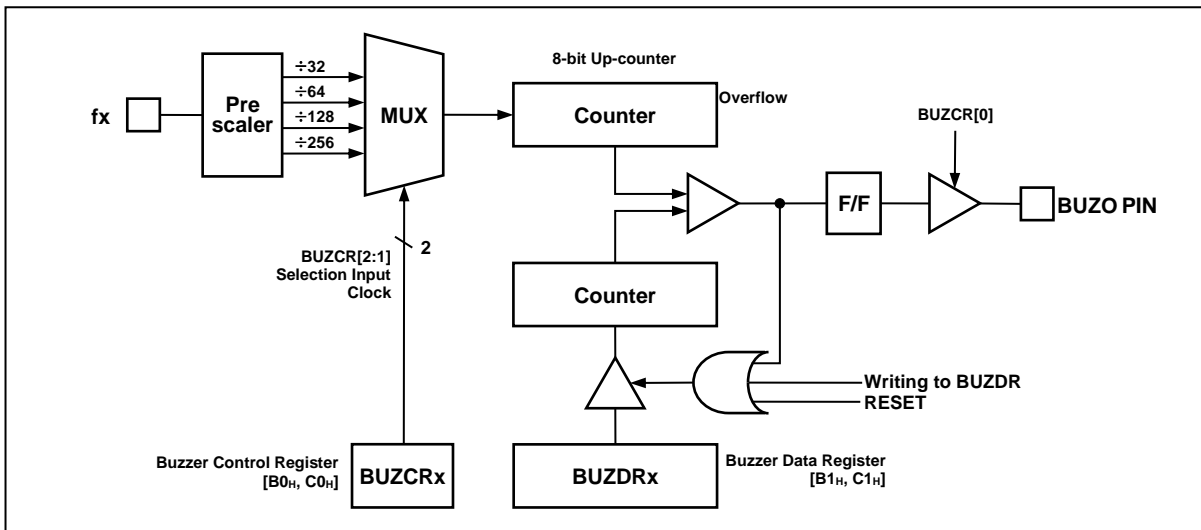 8-bit Up-counter
÷32
÷64
÷128
÷256
fx
Pre
scaler
MUX
Counter
Overflow
BUZCR[0]
F/F
BUZO PIN
2
BUZCR[2:1]
Selection Input
Clock
Counter
Writing to BUZDR
RESET
Buzzer Control Register
[B0H, C0H]
BUZCRx
BUZDRx
Buzzer Data Register
[B1H, C1H]